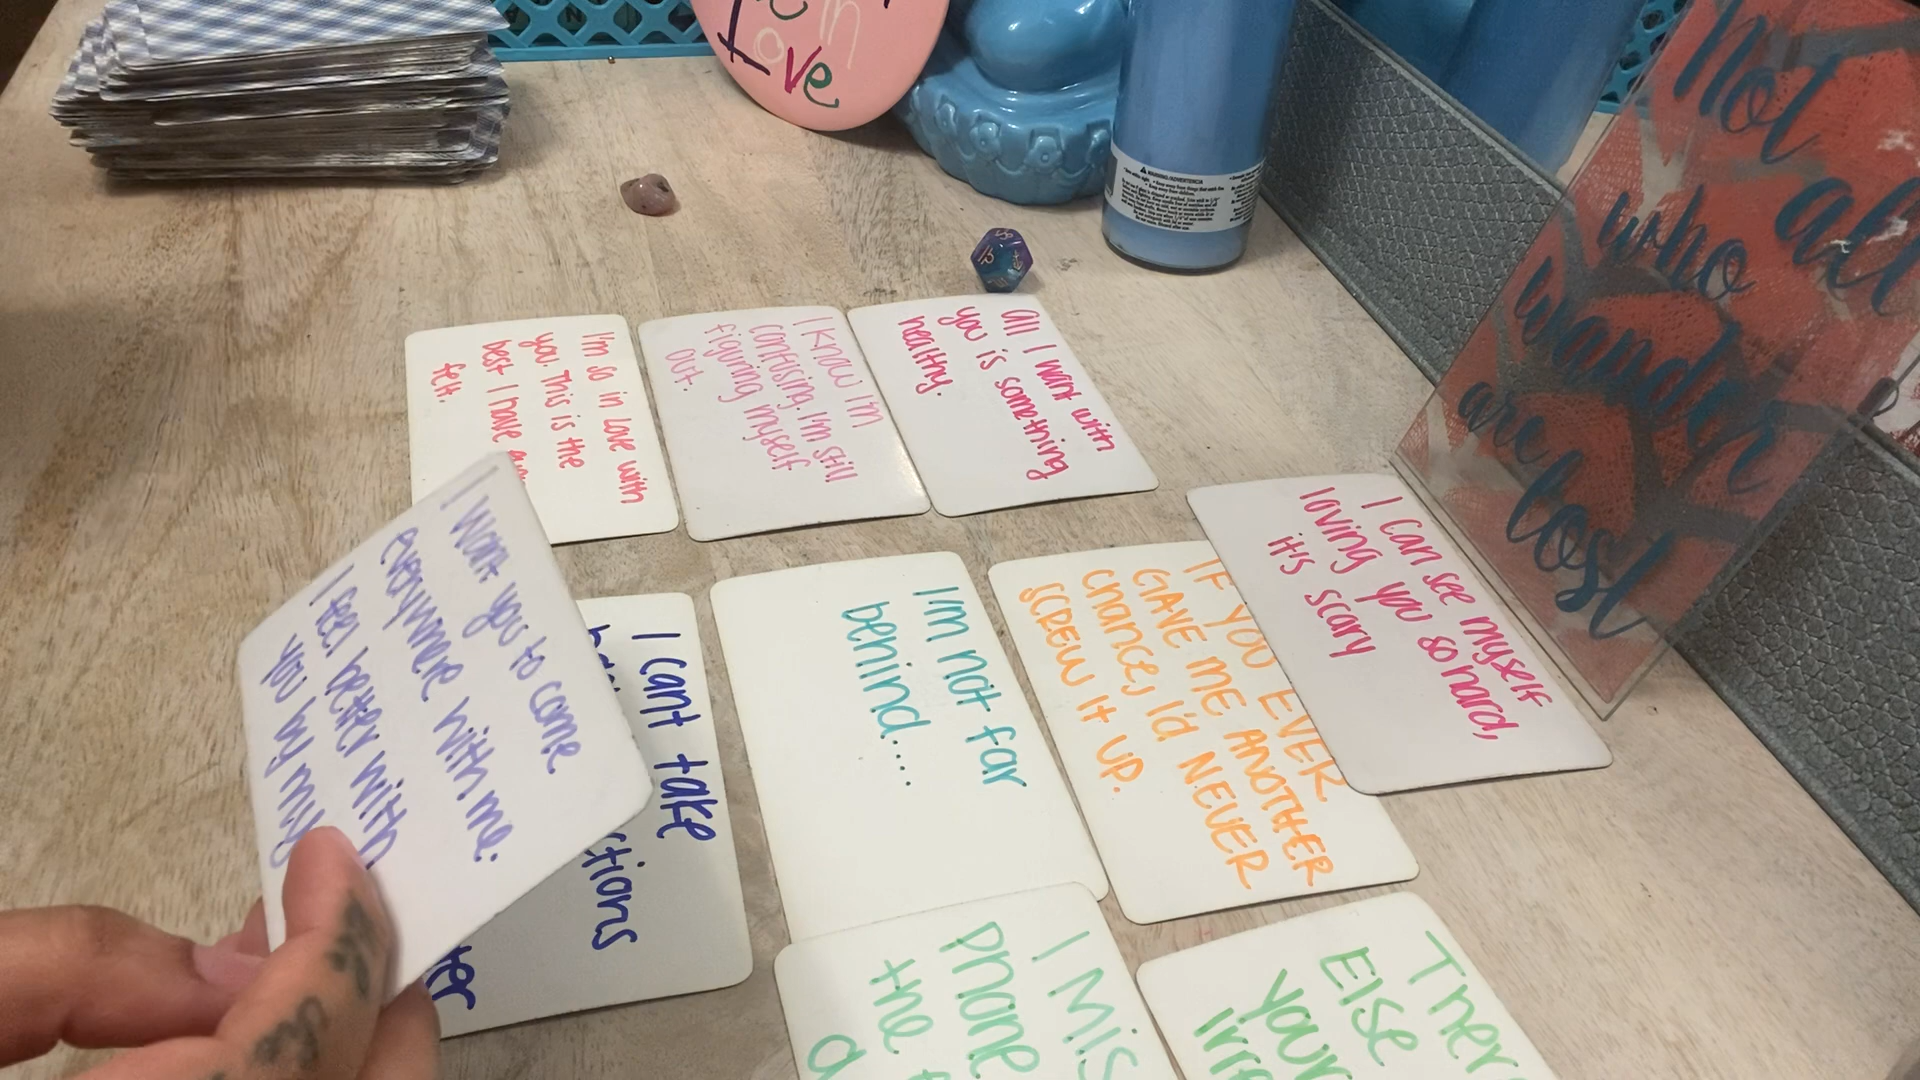 Love
WARNING/ADVERTENCIA
Not all
who
wander
are lost
I'm so in love with
you. This is the
best I have
felt.
I know I'm
confusing. I'm still
figuring myself
out.
all I want with
you is something
healthy.
I can see myself
loving you so hard,
it's scary
I want you to come
everywhere with me.
I feel better with
you by my
I can't take
I'm not far
behind.....
IF YOU EVER
GAVE ME ANOTHER
CHANCE, I'd NEVER
SCREW IT UP.
I
phone
the
Else
your